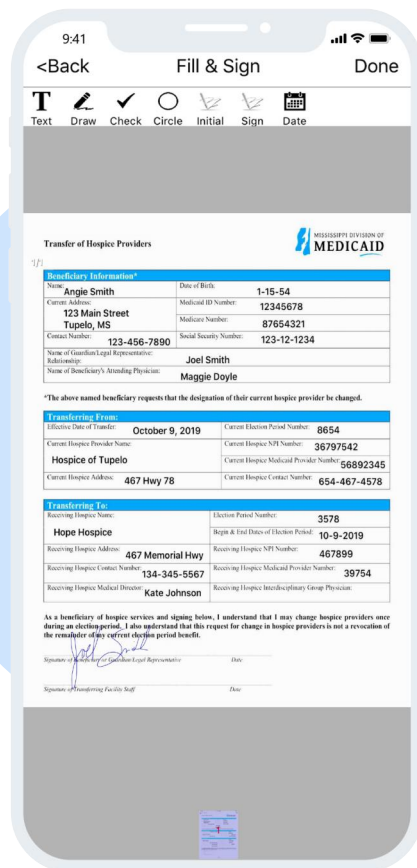 9:41
<Back Fill & Sign Done
Text Draw Check Circle Initial Sign Date
Transfer of Hospice Providers
MISSISSIPPI DIVISION OF
MEDICAID
1/1
Beneficiary Information*
Name: Angie Smith Date of Birth: 1-15-54
Current Address: Medicaid ID Number: 12345678
123 Main Street
Tupelo, MS Medicare Number: 87654321
Contact Number: 123-456-7890 Social Security Number: 123-12-1234
Name of Guardian/Legal Representative:
Relationship: Joel Smith
Name of Beneficiary's Attending Physician: Maggie Doyle
*The above named beneficiary requests that the designation of their current hospice provider be changed.
Transferring From:
Effective Date of Transfer: October 9, 2019 Current Election Period Number: 8654
Current Hospice Provider Name: Current Hospice NPI Number: 36797542
Hospice of Tupelo Current Hospice Medicaid Provider Number: 56892345
Current Hospice Address: 467 Hwy 78 Current Hospice Contact Number: 654-467-4578
Transferring To:
Receiving Hospice Name: Election Period Number: 3578
Hope Hospice Begin & End Dates of Election Period: 10-9-2019
Receiving Hospice Address: 467 Memorial Hwy Receiving Hospice NPI Number: 467899
Receiving Hospice Contact Number: 134-345-5567 Receiving Hospice Medicaid Provider Number: 39754
Receiving Hospice Medical Director: Kate Johnson Receiving Hospice Interdisciplinary Group Physician:
As a beneficiary of hospice services and signing below, I understand that I may change hospice providers once
during an election period. I also understand that this request for change in hospice providers is not a revocation of
the remainder of my current election period benefit.
Joel Smith
Signature of Beneficiary or Guardian/Legal Representative Date
Signature of Transferring Facility Staff Date